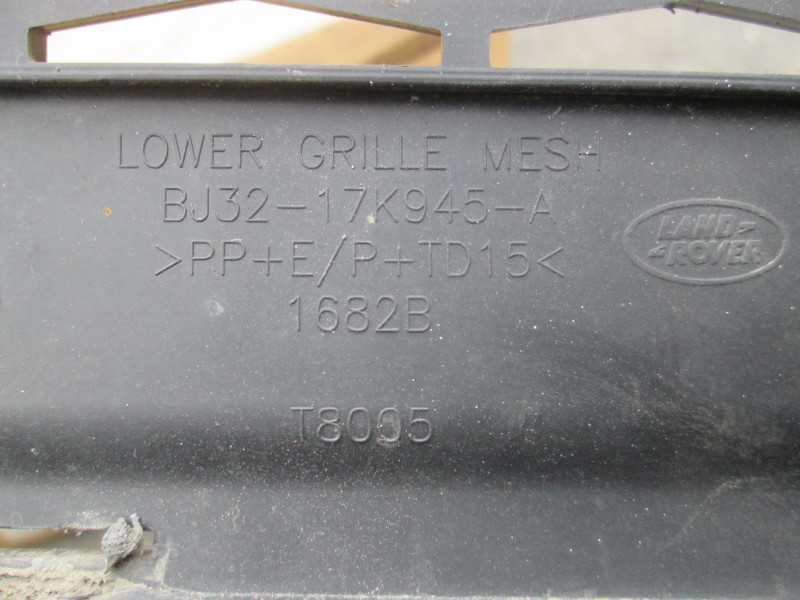 LOWER GRILLE MESH
BJ32-17K945-A
>PP+E/P+TD15<
1682B
T8005
LAND-
-ROVER